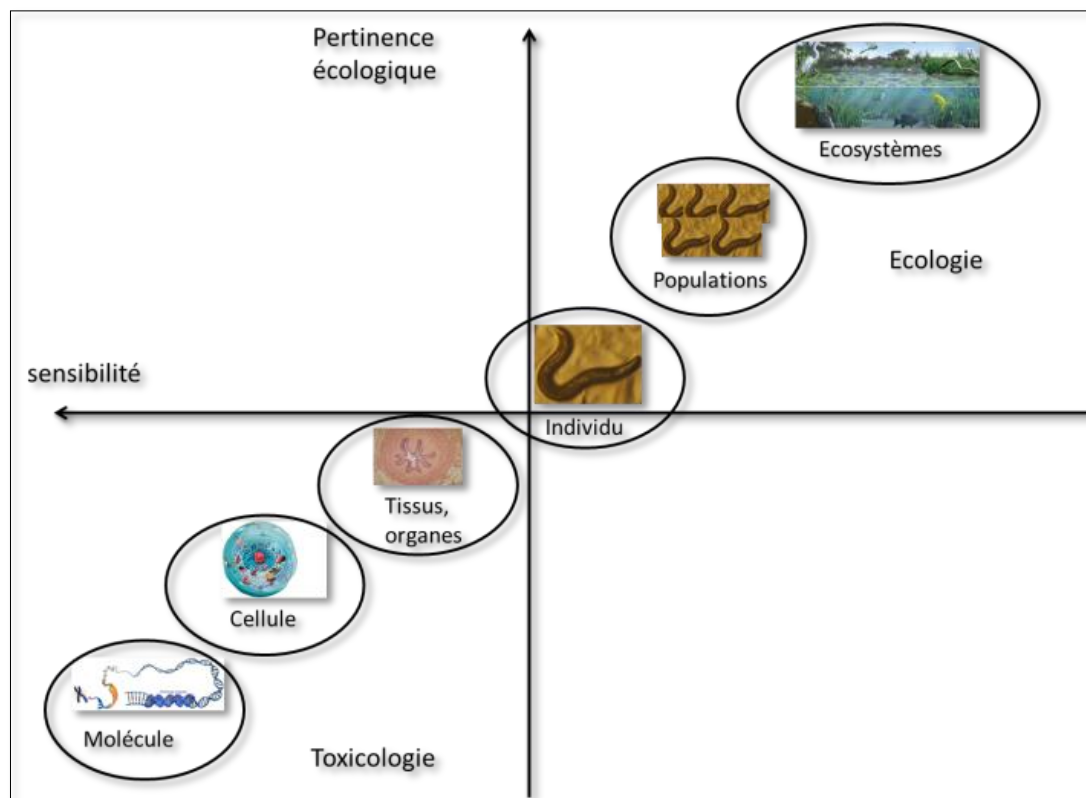 Pertinence
écologique
Ecosystèmes
Populations
Ecologie
sensibilité
Individu
Tissus,
organes
Cellule
Molécule
Toxicologie